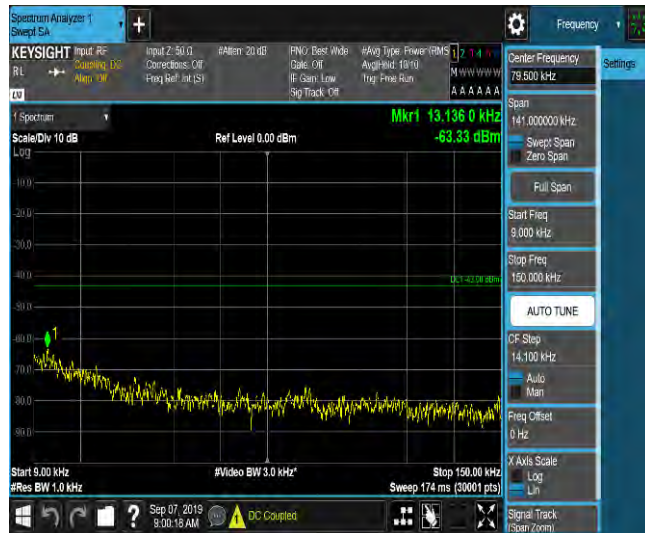 Spectrum Analyzer 1
Swept SA
+
Frequency
KEYSIGHT
Input: RF
Coupling: DC
Align: Off
Input Z: 50 Ω
Corrections: Off
Freq Ref: Int (S)
#Atten: 20 dB
PNO: Best Wide
Gate: Off
IF Gain: Low
Sig Track: Off
#Avg Type: Power (RMS
Avg|Hold: 10/10
Trig: Free Run
M W W W W W
A A A A A A
RL
LXI
1 Spectrum
Scale/Div 10 dB
Log
Ref Level 0.00 dBm
Mkr1 13.136 0 kHz
-63.33 dBm
-10.0
-20.0
-30.0
-40.0
DL1 -43.00 dBm
-50.0
-60.0
1
-70.0
-80.0
-90.0
Start 9.00 kHz
#Res BW 1.0 kHz
#Video BW 3.0 kHz*
Stop 150.00 kHz
Sweep 174 ms (30001 pts)
Center Frequency
79.500 kHz
Settings
Span
141.000000 kHz
Swept Span
Zero Span
Full Span
Start Freq
9.000 kHz
Stop Freq
150.000 kHz
AUTO TUNE
CF Step
14.100 kHz
Auto
Man
Freq Offset
0 Hz
X Axis Scale
Log
Lin
Signal Track
(Span Zoom)
?
Sep 07, 2019
9:00:18 AM
DC Coupled